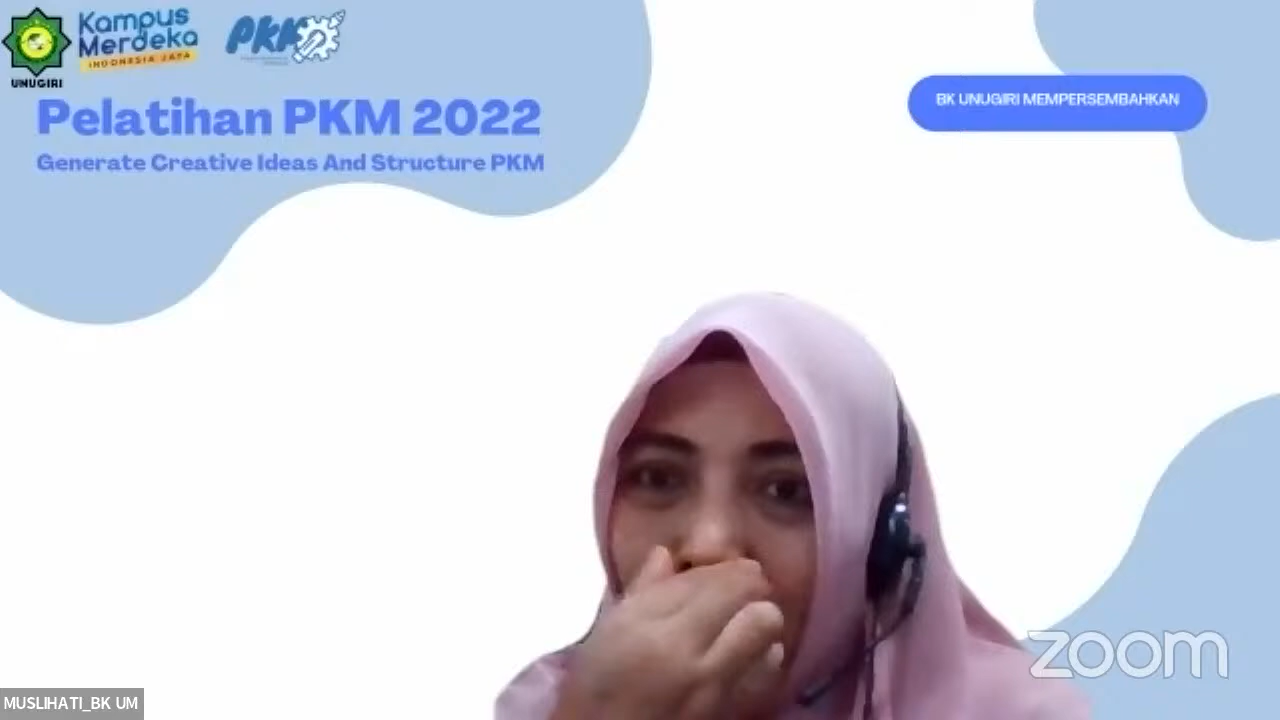 Kampus
Merdeka
INDONESIA JAYA
PKM
UNUGIRI
Pelatihan PKM 2022
Generate Creative Ideas And Structure PKM
BK UNUGIRI MEMPERSEMBAHKAN
zoom
MUSLIHATI_BK UM